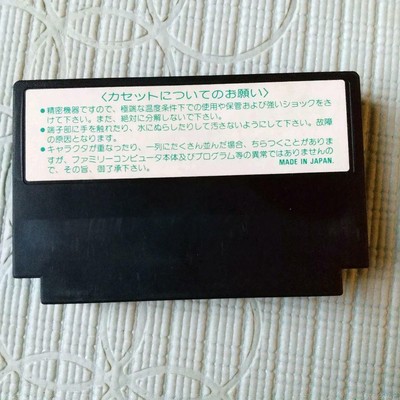 〈カセットについてのお願い〉
●精密機器ですので、極端な温度条件下での使用や保管および強いショックをさ
けて下さい。また、絶対に分解しないで下さい。
●端子部に手を触れたり、水にぬらしたりして汚さないようにして下さい。故障
の原因となります。
●キャラクタが重なったり、一列にたくさん並んだ場合、ちらつくことがありま
すが、ファミリーコンピュータ本体及びプログラム等の異常ではありませんの
で、その旨、御了承下さい。
MADE IN JAPAN.